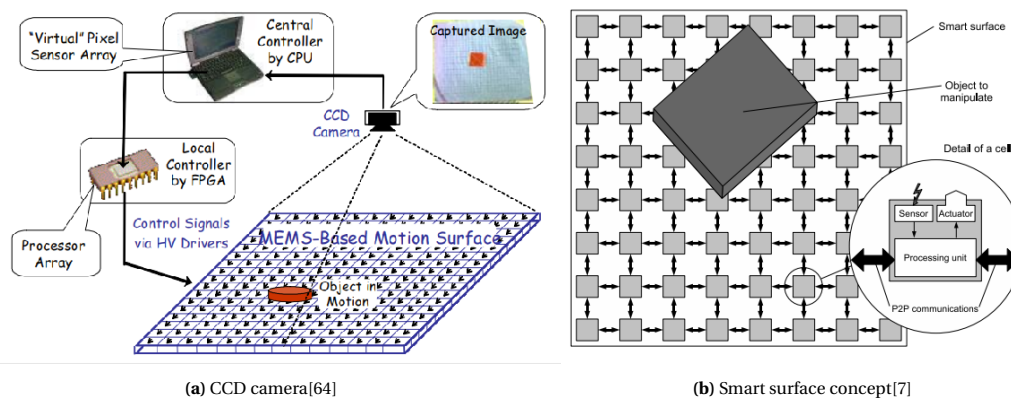 "Virtual" Pixel
Sensor Array
Central
Controller
by CPU
Captured Image
CCD
Camera
Local
Controller
by FPGA
Control Signals
via HV Drivers
Processor
Array
MEMS-Based Motion Surface
Object in
Motion
(a) CCD camera[64]
Smart surface
Object to
manipulate
Detail of a cell
Sensor
Actuator
Processing unit
P2P communications
(b) Smart surface concept[7]